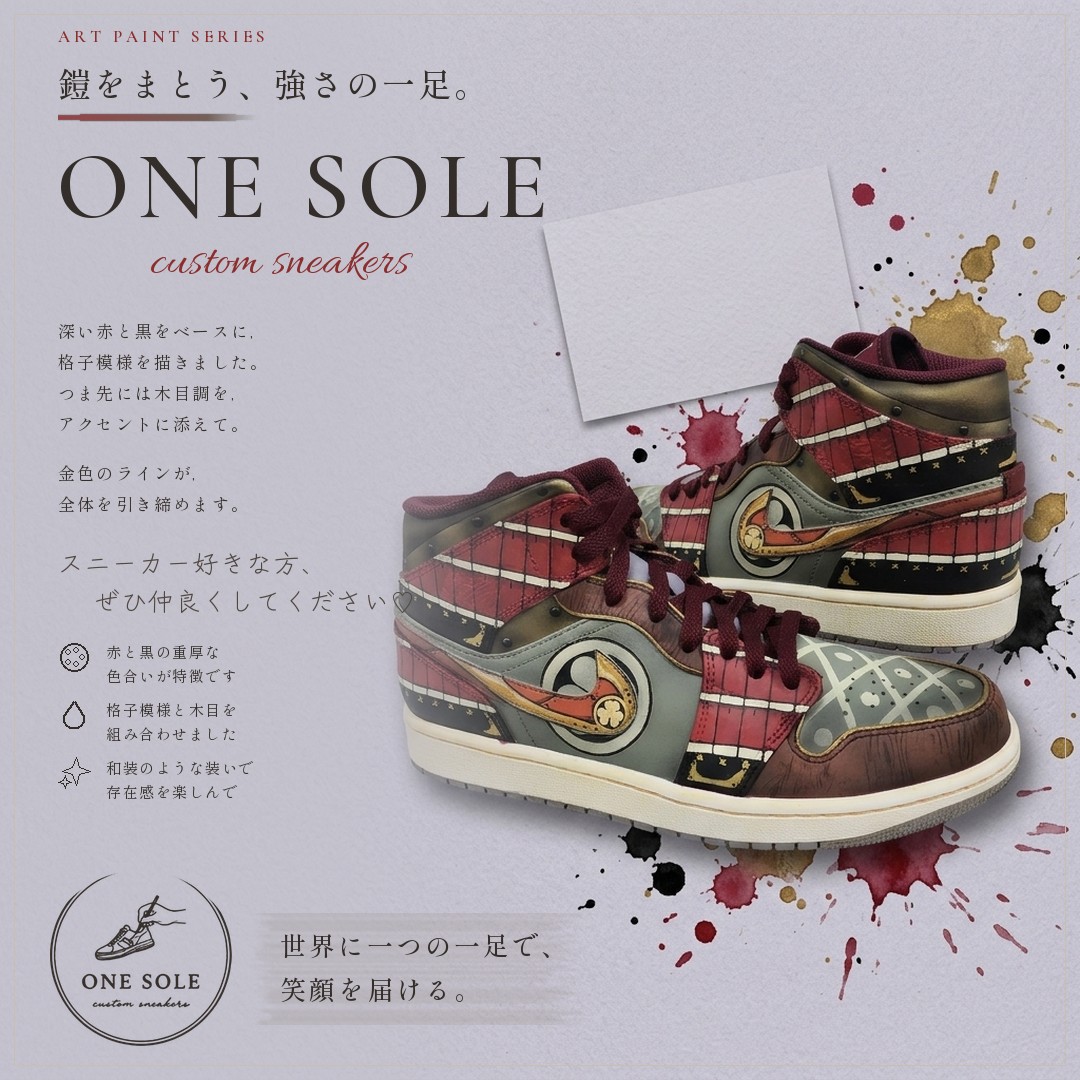 ART PAINT SERIES
鎧をまとう、強さの一足。
ONE SOLE
custom sneakers
深い赤と黒をベースに,
格子模様を描きました。
つま先には木目調を,
アクセントに添えて。
金色のラインが,
全体を引き締めます。
スニーカー好きな方、
ぜひ仲良くしてください♡
赤と黒の重厚な
色合いが特徴です
格子模様と木目を
組み合わせました
和装のような装いで
存在感を楽しんで
ONE SOLE
custom sneakers
世界に一つの一足で、
笑顔を届ける。